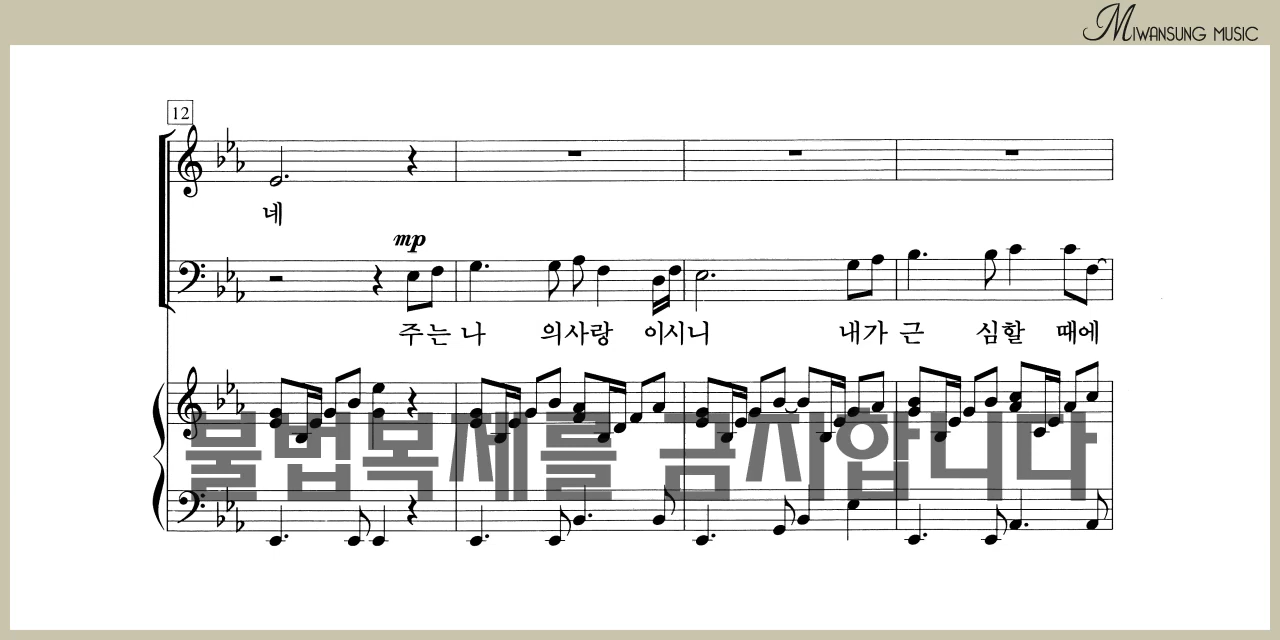 MIWANSUNG MUSIC
12
네
mp
주는 나 의사랑 이시니 내가 근 심할 때에
불법복제를 금지합니다